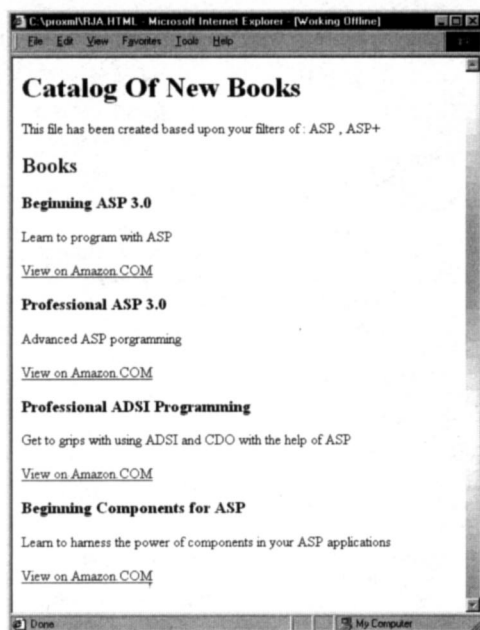 C:\proxml\RJA.HTML - Microsoft Internet Explorer - [Working Offline]
File Edit View Favorites Tools Help
Catalog Of New Books
This file has been created based upon your filters of : ASP , ASP+
Books
Beginning ASP 3.0
Learn to program with ASP
View on Amazon.COM
Professional ASP 3.0
Advanced ASP porgramming
View on Amazon.COM
Professional ADSI Programming
Get to grips with using ADSI and CDO with the help of ASP
View on Amazon.COM
Beginning Components for ASP
Learn to harness the power of components in your ASP applications
View on Amazon.COM
Done My Computer